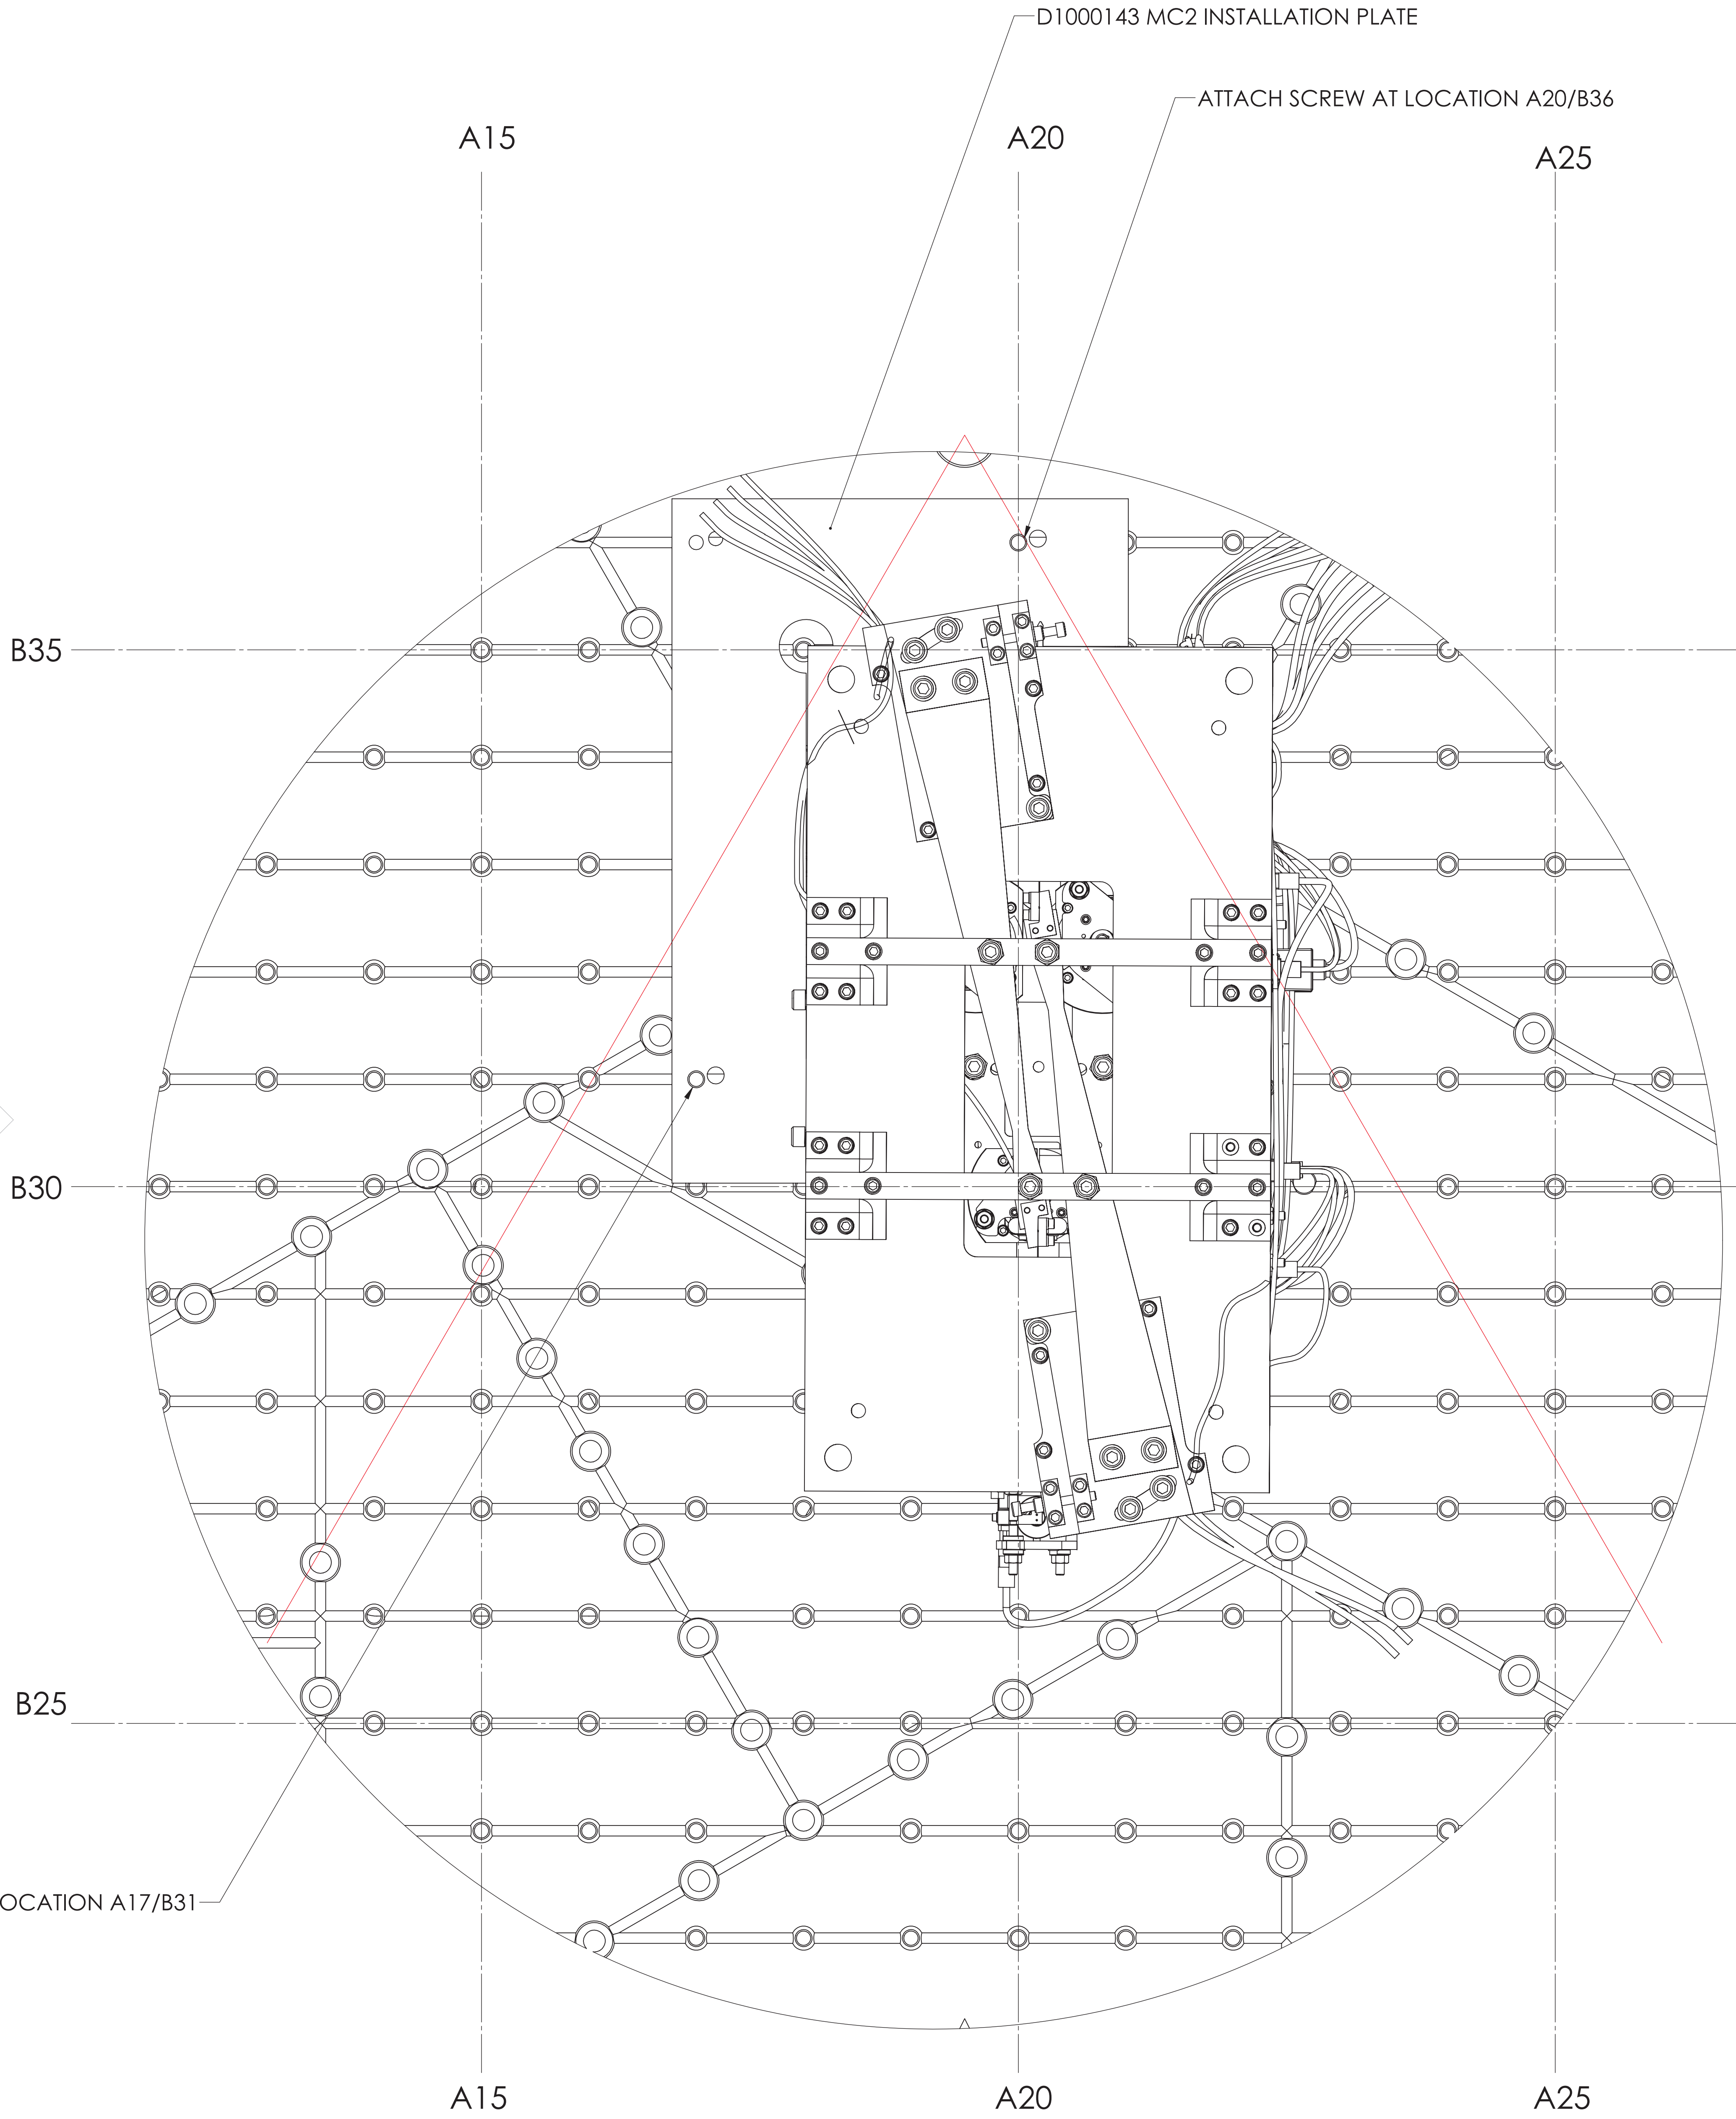 D1000143 MC2 INSTALLATION PLATE
ATTACH SCREW AT LOCATION A20/B36
A15
A20
A25
B35
B30
B25
A17/B31
A15
A20
A25